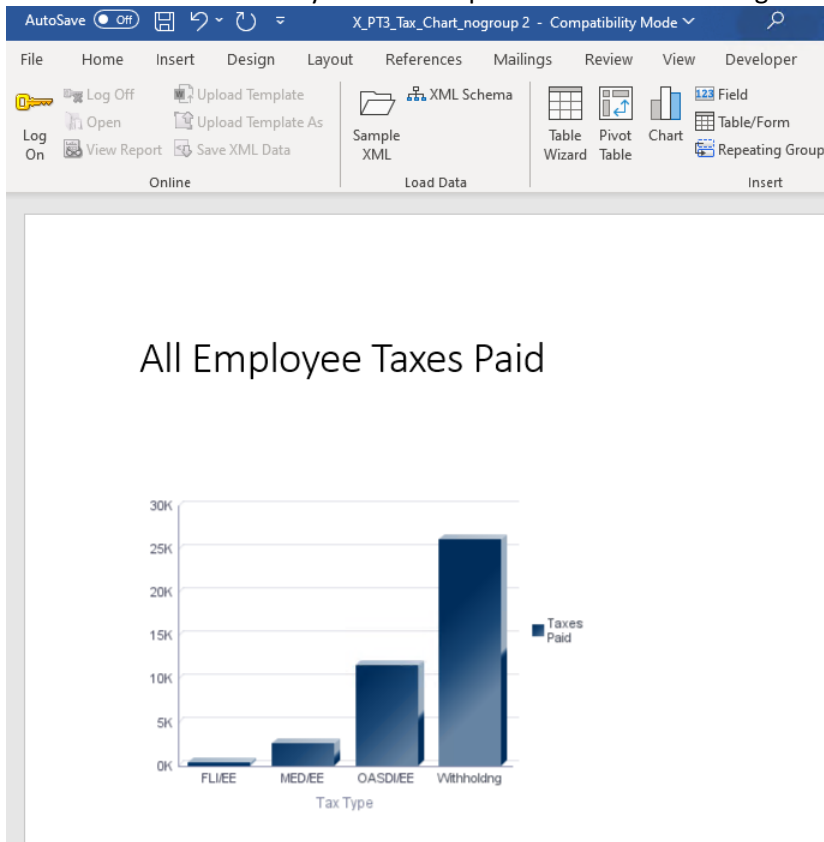 AutoSave Off X_PT3_Tax_Chart_nogroup 2 - Compatibility Mode
File Home Insert Design Layout References Mailings Review View Developer
Log Off Upload Template XML Schema 123 Field
Open Upload Template As Table/Form
Log On View Report Save XML Data Sample XML Table Wizard Pivot Table Chart Repeating Group
Online Load Data Insert
All Employee Taxes Paid
30K
25K
20K
15K
10K
5K
0K
Taxes
Paid
FLI/EE MED/EE OASDI/EE Withholdng
Tax Type